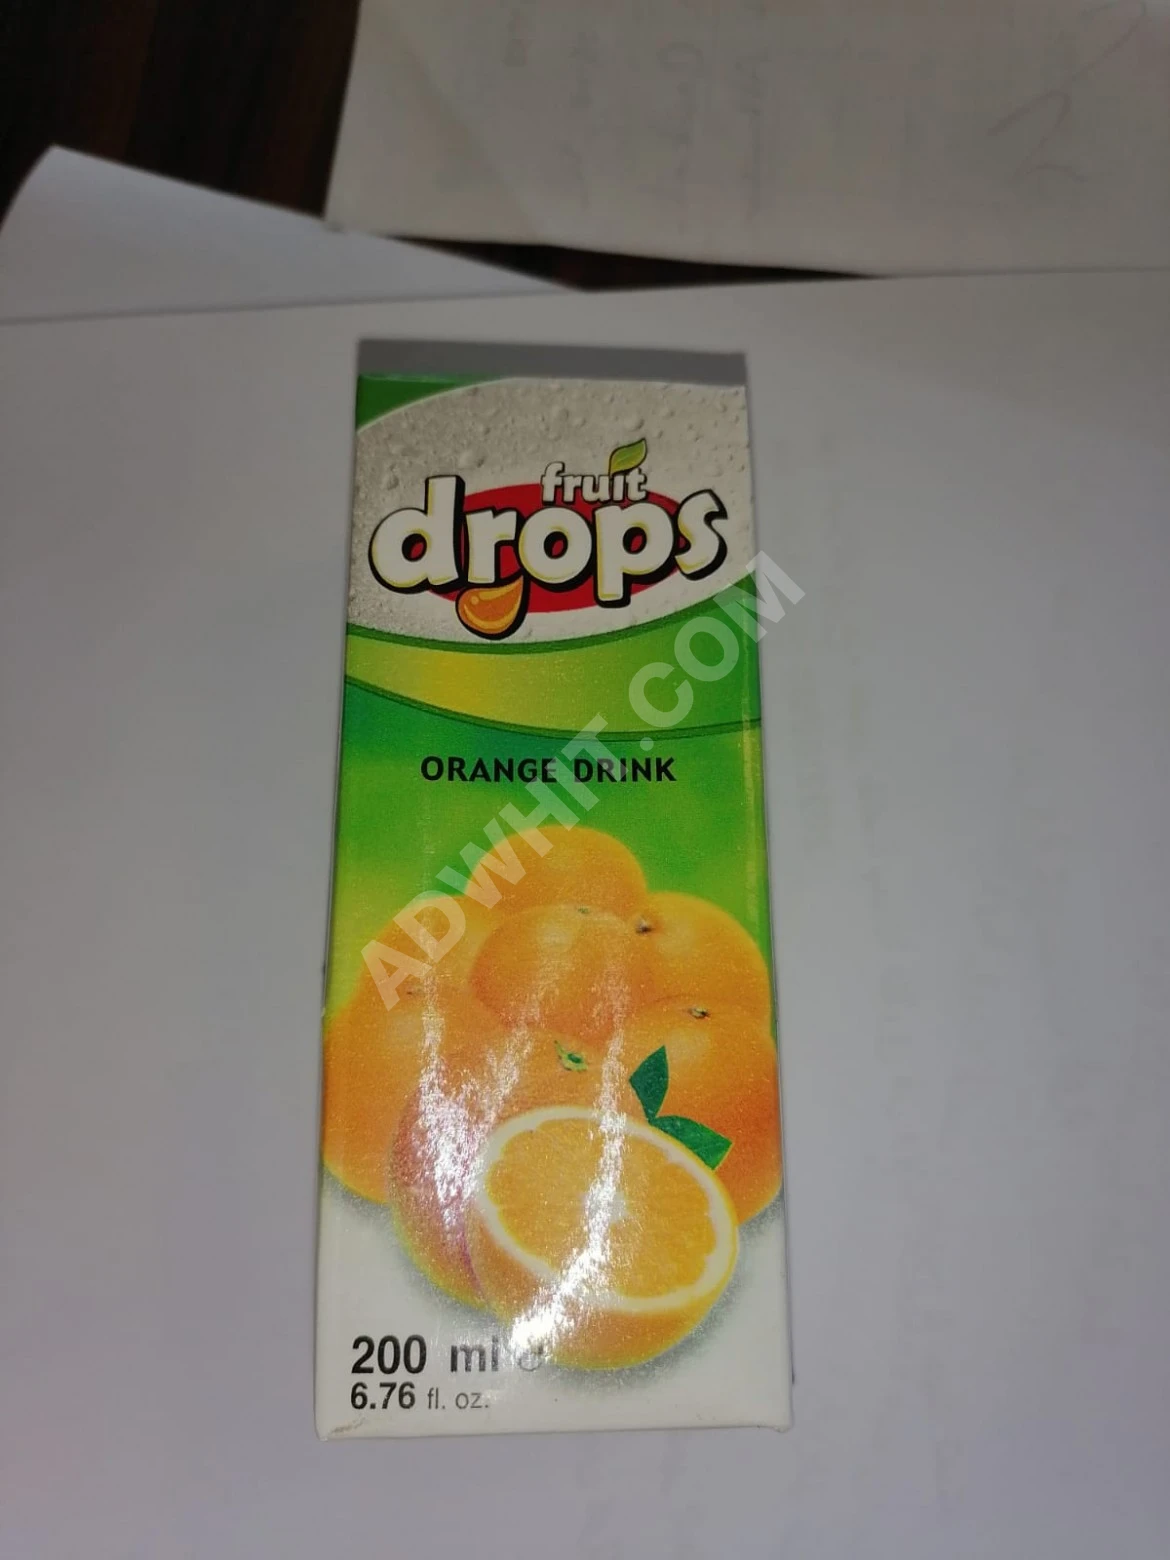 fruit
drops
ORANGE DRINK
200 ml
6.76 fl. oz.
ADWHIT.COM